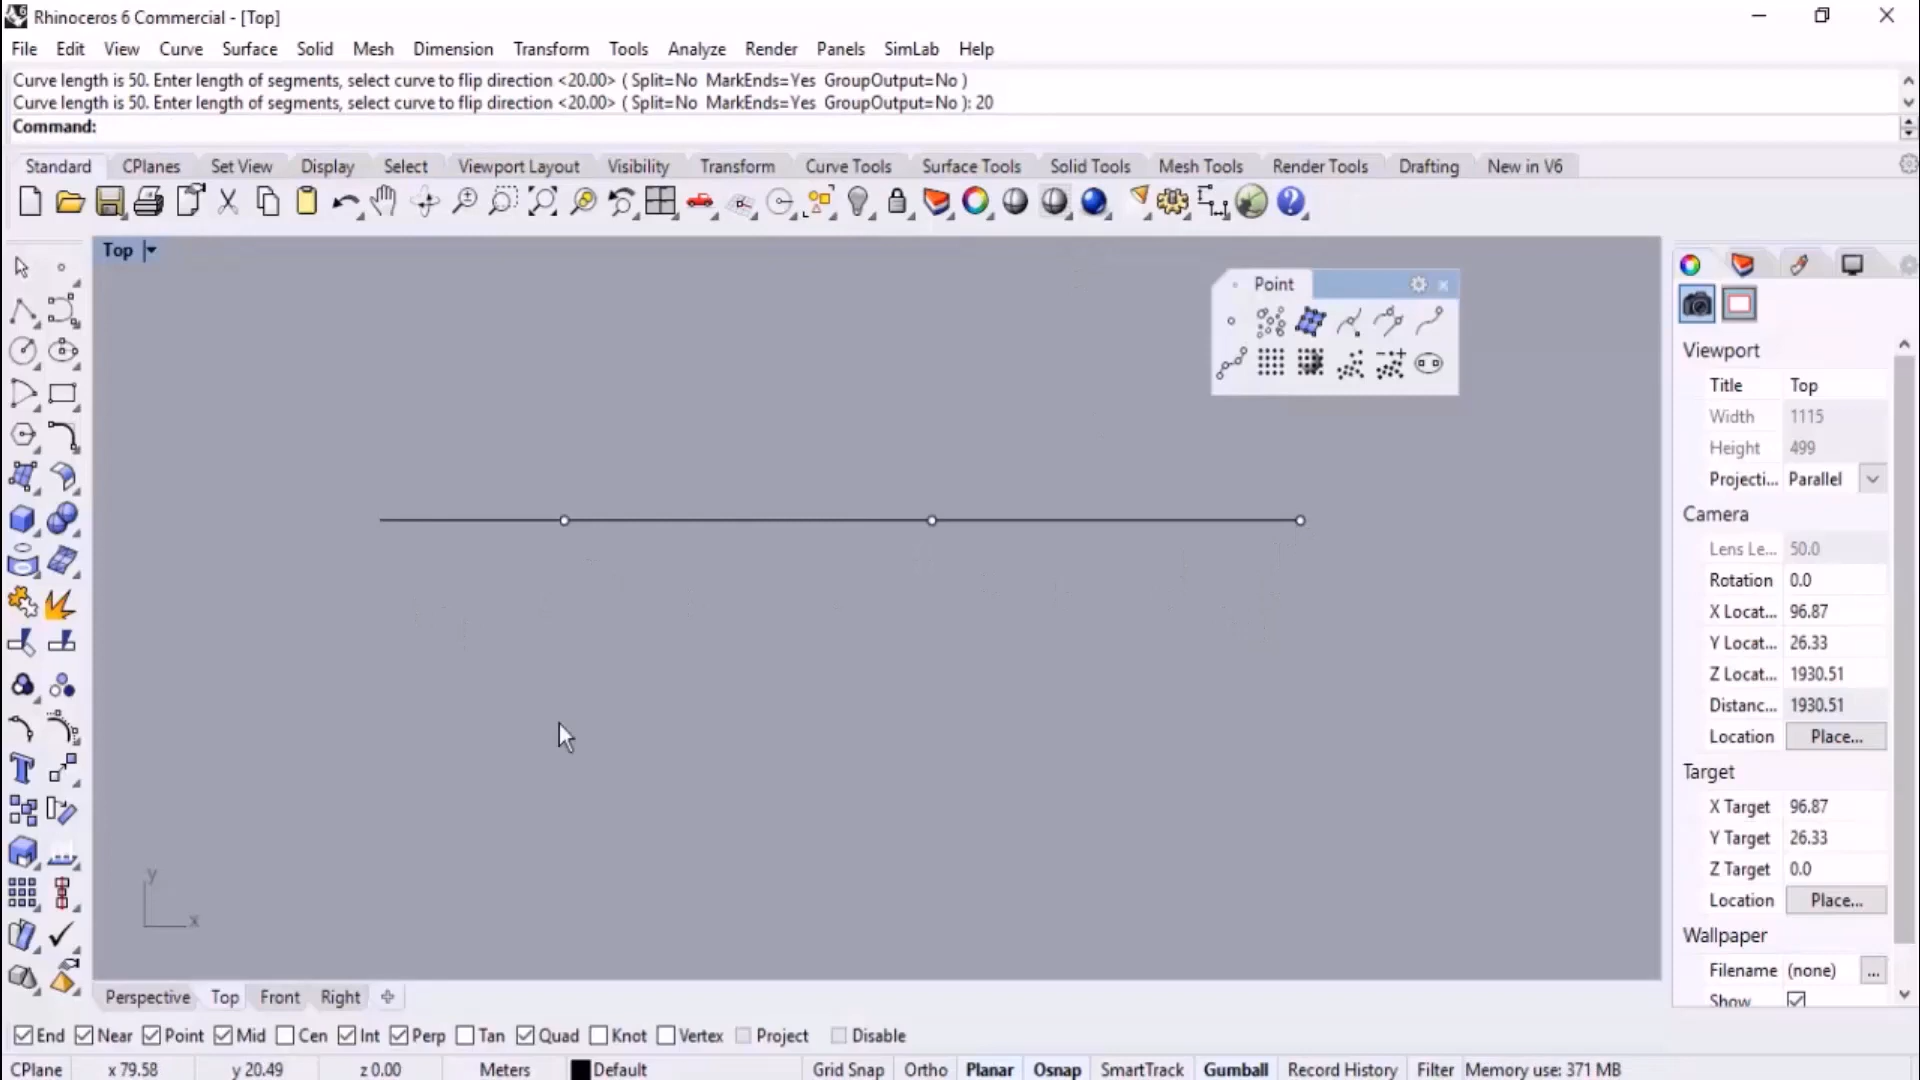 Rhinoceros 6 Commercial - [Top]
File Edit View Curve Surface Solid Mesh Dimension Transform Tools Analyze Render Panels SimLab Help
Curve length is 50. Enter length of segments, select curve to flip direction <20.00> ( Split=No MarkEnds=Yes GroupOutput=No )
Curve length is 50. Enter length of segments, select curve to flip direction <20.00> ( Split=No MarkEnds=Yes GroupOutput=No ): 20
Command:
Standard CPlanes Set View Display Select Viewport Layout Visibility Transform Curve Tools Surface Tools Solid Tools Mesh Tools Render Tools Drafting New in V6
Top
Point
Viewport
Title Top
Width 1115
Height 499
Projecti... Parallel
Camera
Lens Le... 50.0
Rotation 0.0
X Locat... 96.87
Y Locat... 26.33
Z Locat... 1930.51
Distanc... 1930.51
Location Place...
Target
X Target 96.87
Y Target 26.33
Z Target 0.0
Location Place...
Wallpaper
Filename (none) ...
Show
y
x
Perspective Top Front Right
End Near Point Mid Cen Int Perp Tan Quad Knot Vertex Project Disable
CPlane x 79.58 y 20.49 z 0.00 Meters Default Grid Snap Ortho Planar Osnap SmartTrack Gumball Record History Filter Memory use: 371 MB